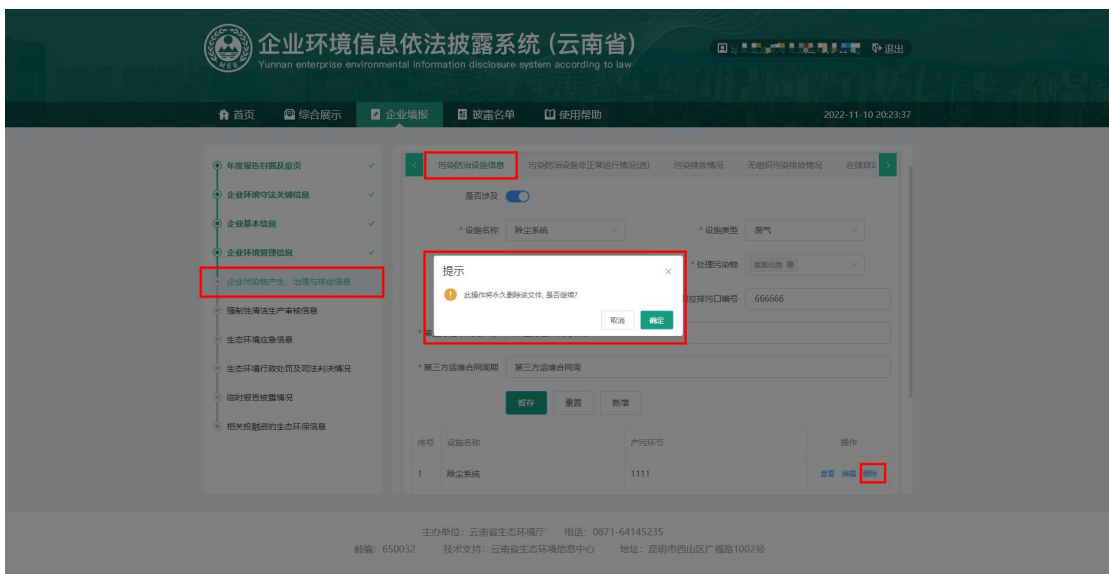 企业环境信息依法披露系统 (云南省)
Yunnan enterprise environmental information disclosure system according to law
MEE
退出
首页 综合展示 企业填报 披露名单 使用帮助 2022-11-10 20:23:37
年度报告封面及扉页
企业环境守法关键信息
企业基本信息
企业环境管理信息
企业污染物产生、治理与排放信息
强制性清洁生产审核信息
生态环境应急信息
生态环境行政处罚及司法判决情况
临时报告披露情况
相关投融资的生态环保信息
污染防治设施信息 污染防治设施非正常运行情况(选) 污染排放情况 无组织污染排放情况
是否涉及
* 设施名称 除尘系统 * 设施类型 废气
* 处理污染物 氮氧化物
应排污口编号 666666
提示
此操作将永久删除该文件, 是否继续?
取消 确定
* 第三方运维合同周期 第三方运维合同周
暂存 重置 新增
序号 设施名称 产污环节 操作
1 除尘系统 1111 查看 编辑 删除
主办单位：云南省生态环境厅 电话：0871-64145235
邮编：650032 技术支持：云南省生态环境信息中心 地址：昆明市西山区广福路1002号